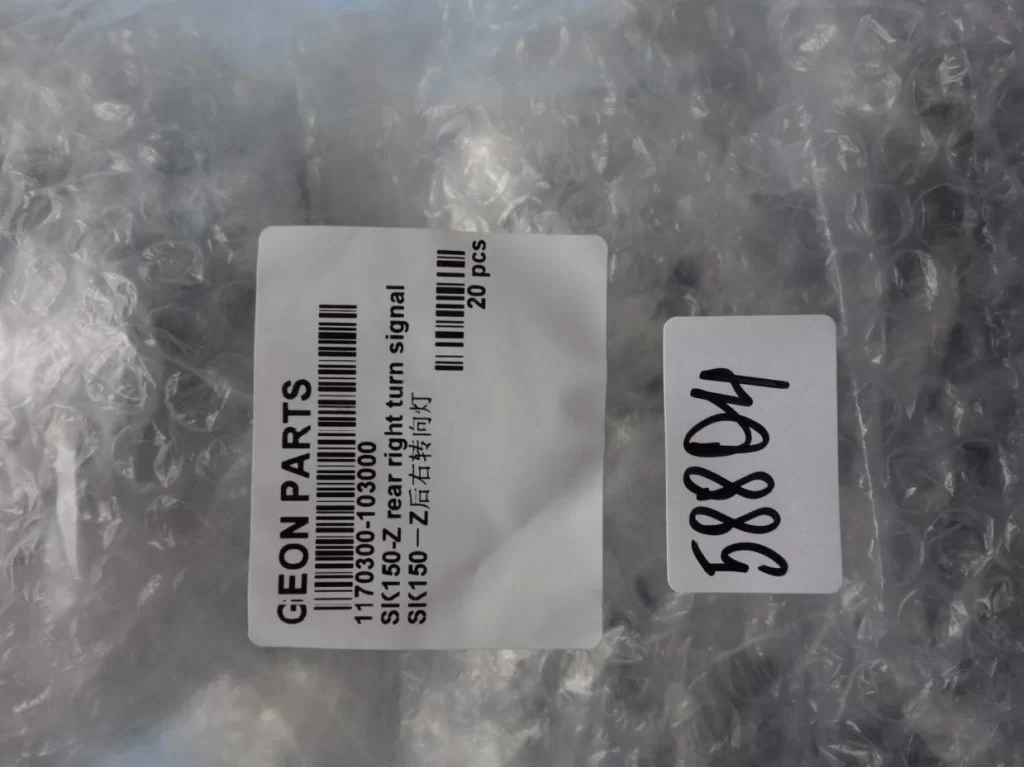 GEON PARTS
1170300-103000
SK150-Z rear right turn signal
SK150－Z后右转向灯
20 pcs
58804